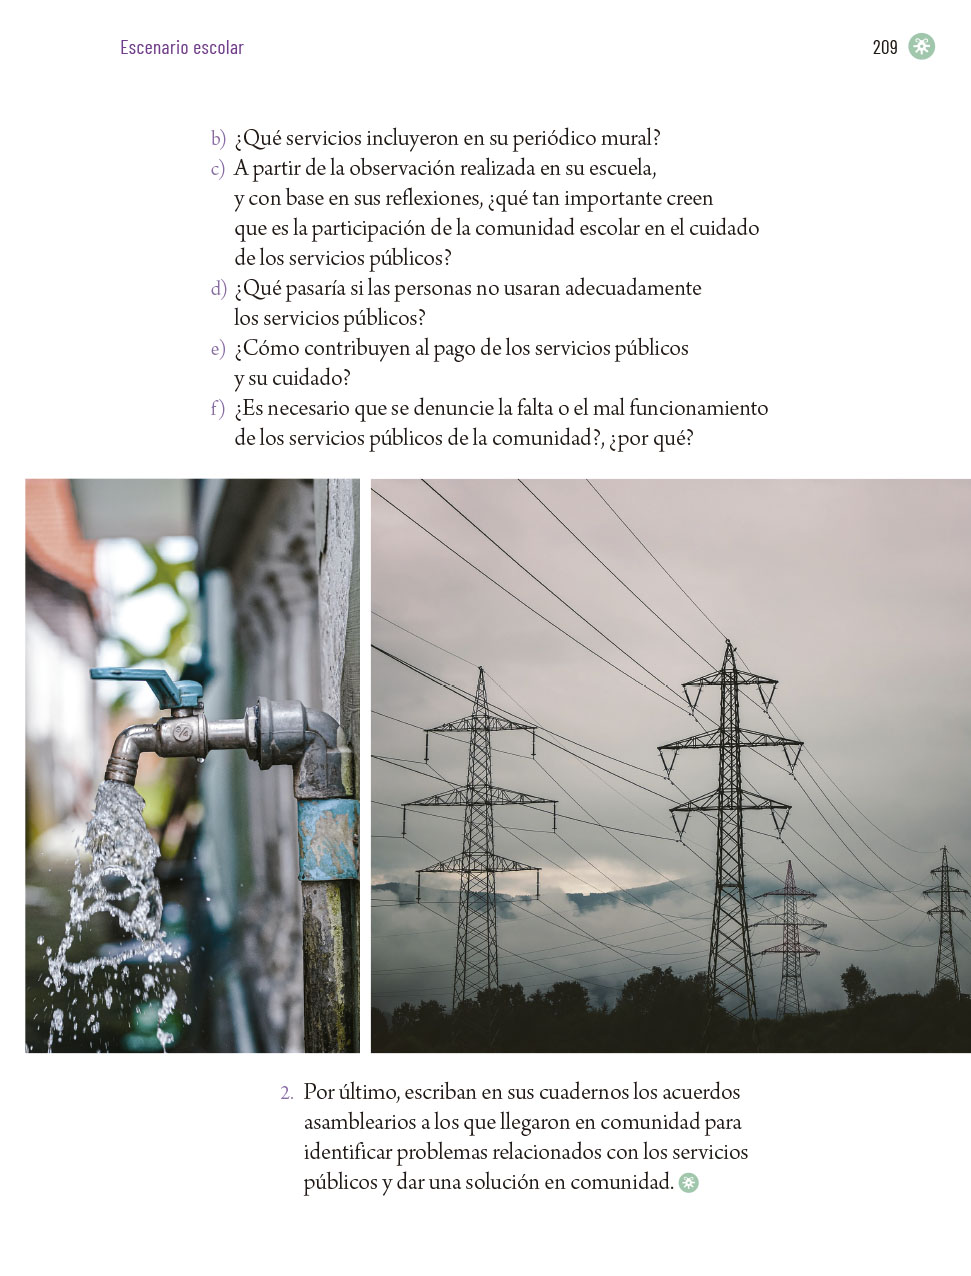 Escenario escolar
209
b) ¿Qué servicios incluyeron en su periódico mural?
c) A partir de la observación realizada en su escuela,
y con base en sus reflexiones, ¿qué tan importante creen
que es la participación de la comunidad escolar en el cuidado
de los servicios públicos?
d) ¿Qué pasaría si las personas no usaran adecuadamente
los servicios públicos?
e) ¿Cómo contribuyen al pago de los servicios públicos
y su cuidado?
f) ¿Es necesario que se denuncie la falta o el mal funcionamiento
de los servicios públicos de la comunidad?, ¿por qué?
2. Por último, escriban en sus cuadernos los acuerdos
asamblearios a los que llegaron en comunidad para
identificar problemas relacionados con los servicios
públicos y dar una solución en comunidad.